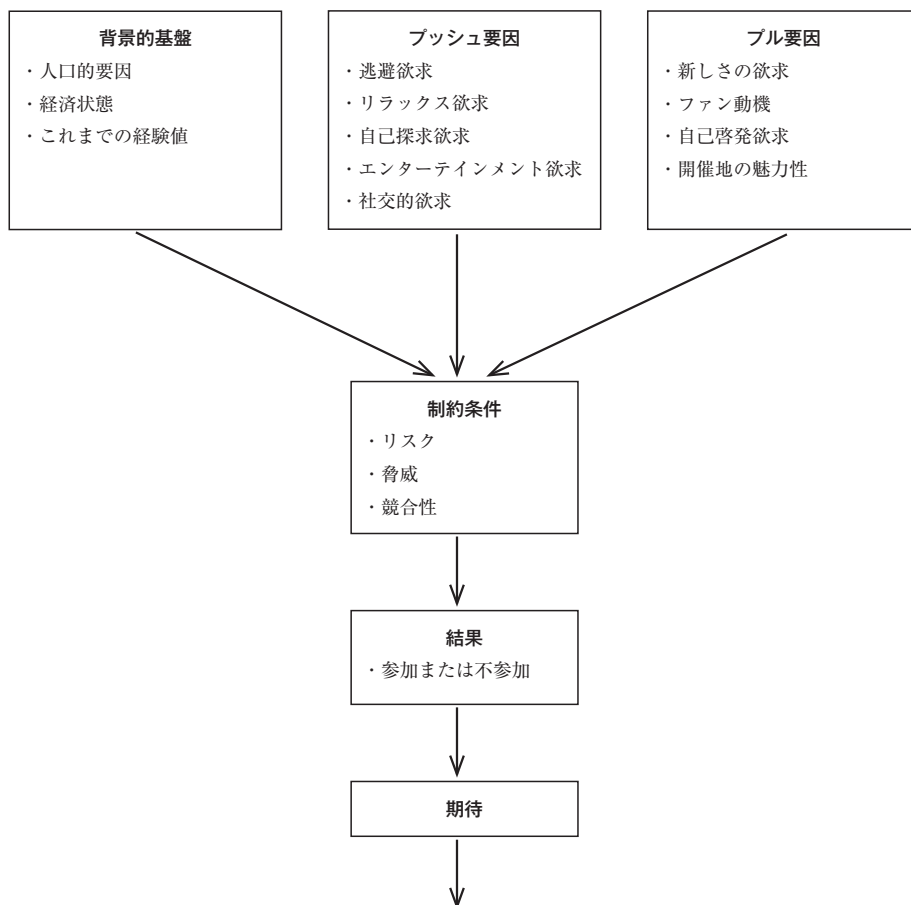 背景的基盤
・人口的要因
・経済状態
・これまでの経験値
プッシュ要因
・逃避欲求
・リラックス欲求
・自己探求欲求
・エンターテインメント欲求
・社交的欲求
プル要因
・新しさの欲求
・ファン動機
・自己啓発欲求
・開催地の魅力性
制約条件
・リスク
・脅威
・競合性
結果
・参加または不参加
期待